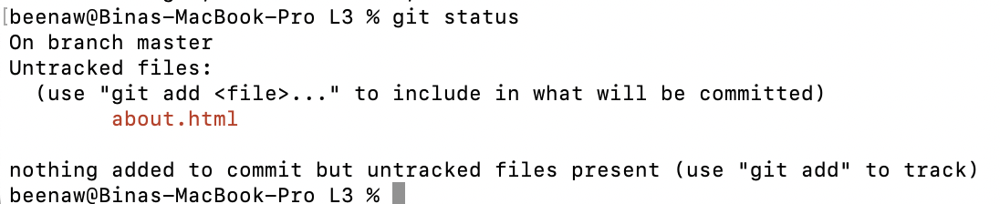 [beenaw@Binas-MacBook-Pro L3 % git status
On branch master
Untracked files:
  (use "git add <file>..." to include in what will be committed)
        about.html

nothing added to commit but untracked files present (use "git add" to track)
beenaw@Binas-MacBook-Pro L3 %